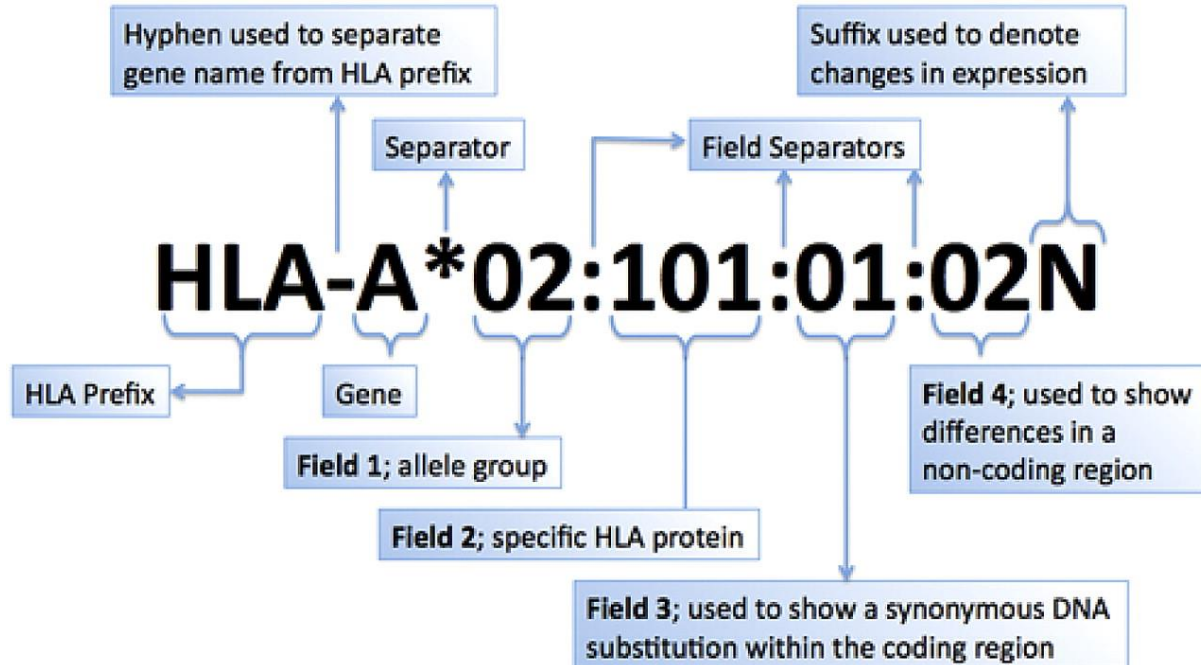 Hyphen used to separate
gene name from HLA prefix
Suffix used to denote
changes in expression
Separator
Field Separators
HLA-A*02:101:01:02N
HLA Prefix
Gene
Field 1; allele group
Field 4; used to show
differences in a
non-coding region
Field 2; specific HLA protein
Field 3; used to show a synonymous DNA
substitution within the coding region